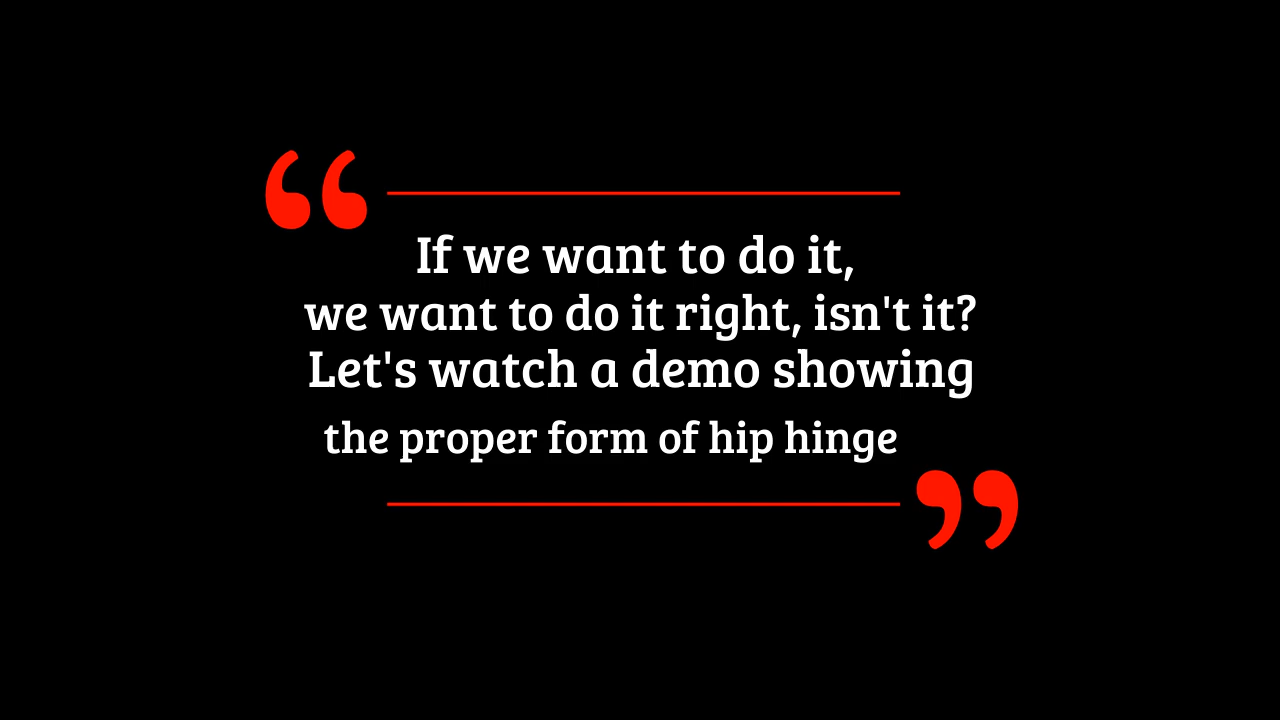 “
If we want to do it,
we want to do it right, isn't it?
Let's watch a demo showing
the proper form of hip hinge
”